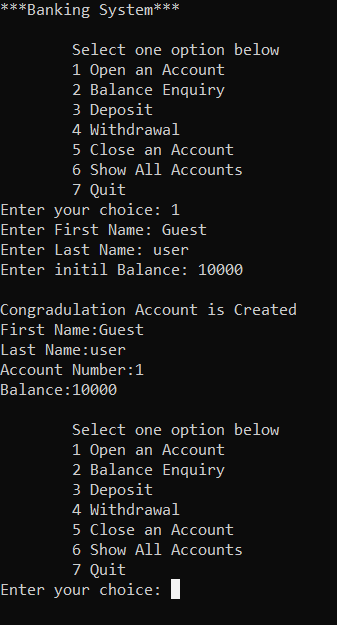 ***Banking System***
Select one option below
1 Open an Account
2 Balance Enquiry
3 Deposit
4 Withdrawal
5 Close an Account
6 Show All Accounts
7 Quit
Enter your choice: 1
Enter First Name: Guest
Enter Last Name: user
Enter initil Balance: 10000
Congradulation Account is Created
First Name:Guest
Last Name:user
Account Number:1
Balance:10000
Select one option below
1 Open an Account
2 Balance Enquiry
3 Deposit
4 Withdrawal
5 Close an Account
6 Show All Accounts
7 Quit
Enter your choice: